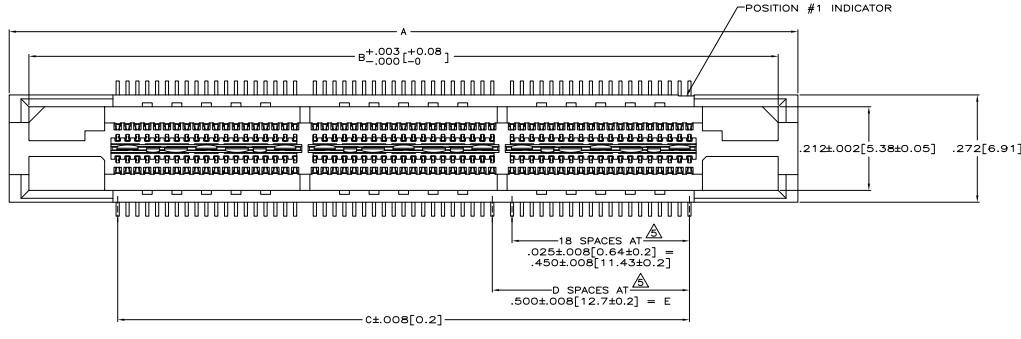 POSITION #1 INDICATOR
A
B+.003[+0.08]
-.000 -0
.212±.002[5.38±0.05]
.272[6.91]
18 SPACES AT 5
.025±.008[0.64±0.2] =
.450±.008[11.43±0.2]
D SPACES AT 5
.500±.008[12.7±0.2] = E
C±.008[0.2]